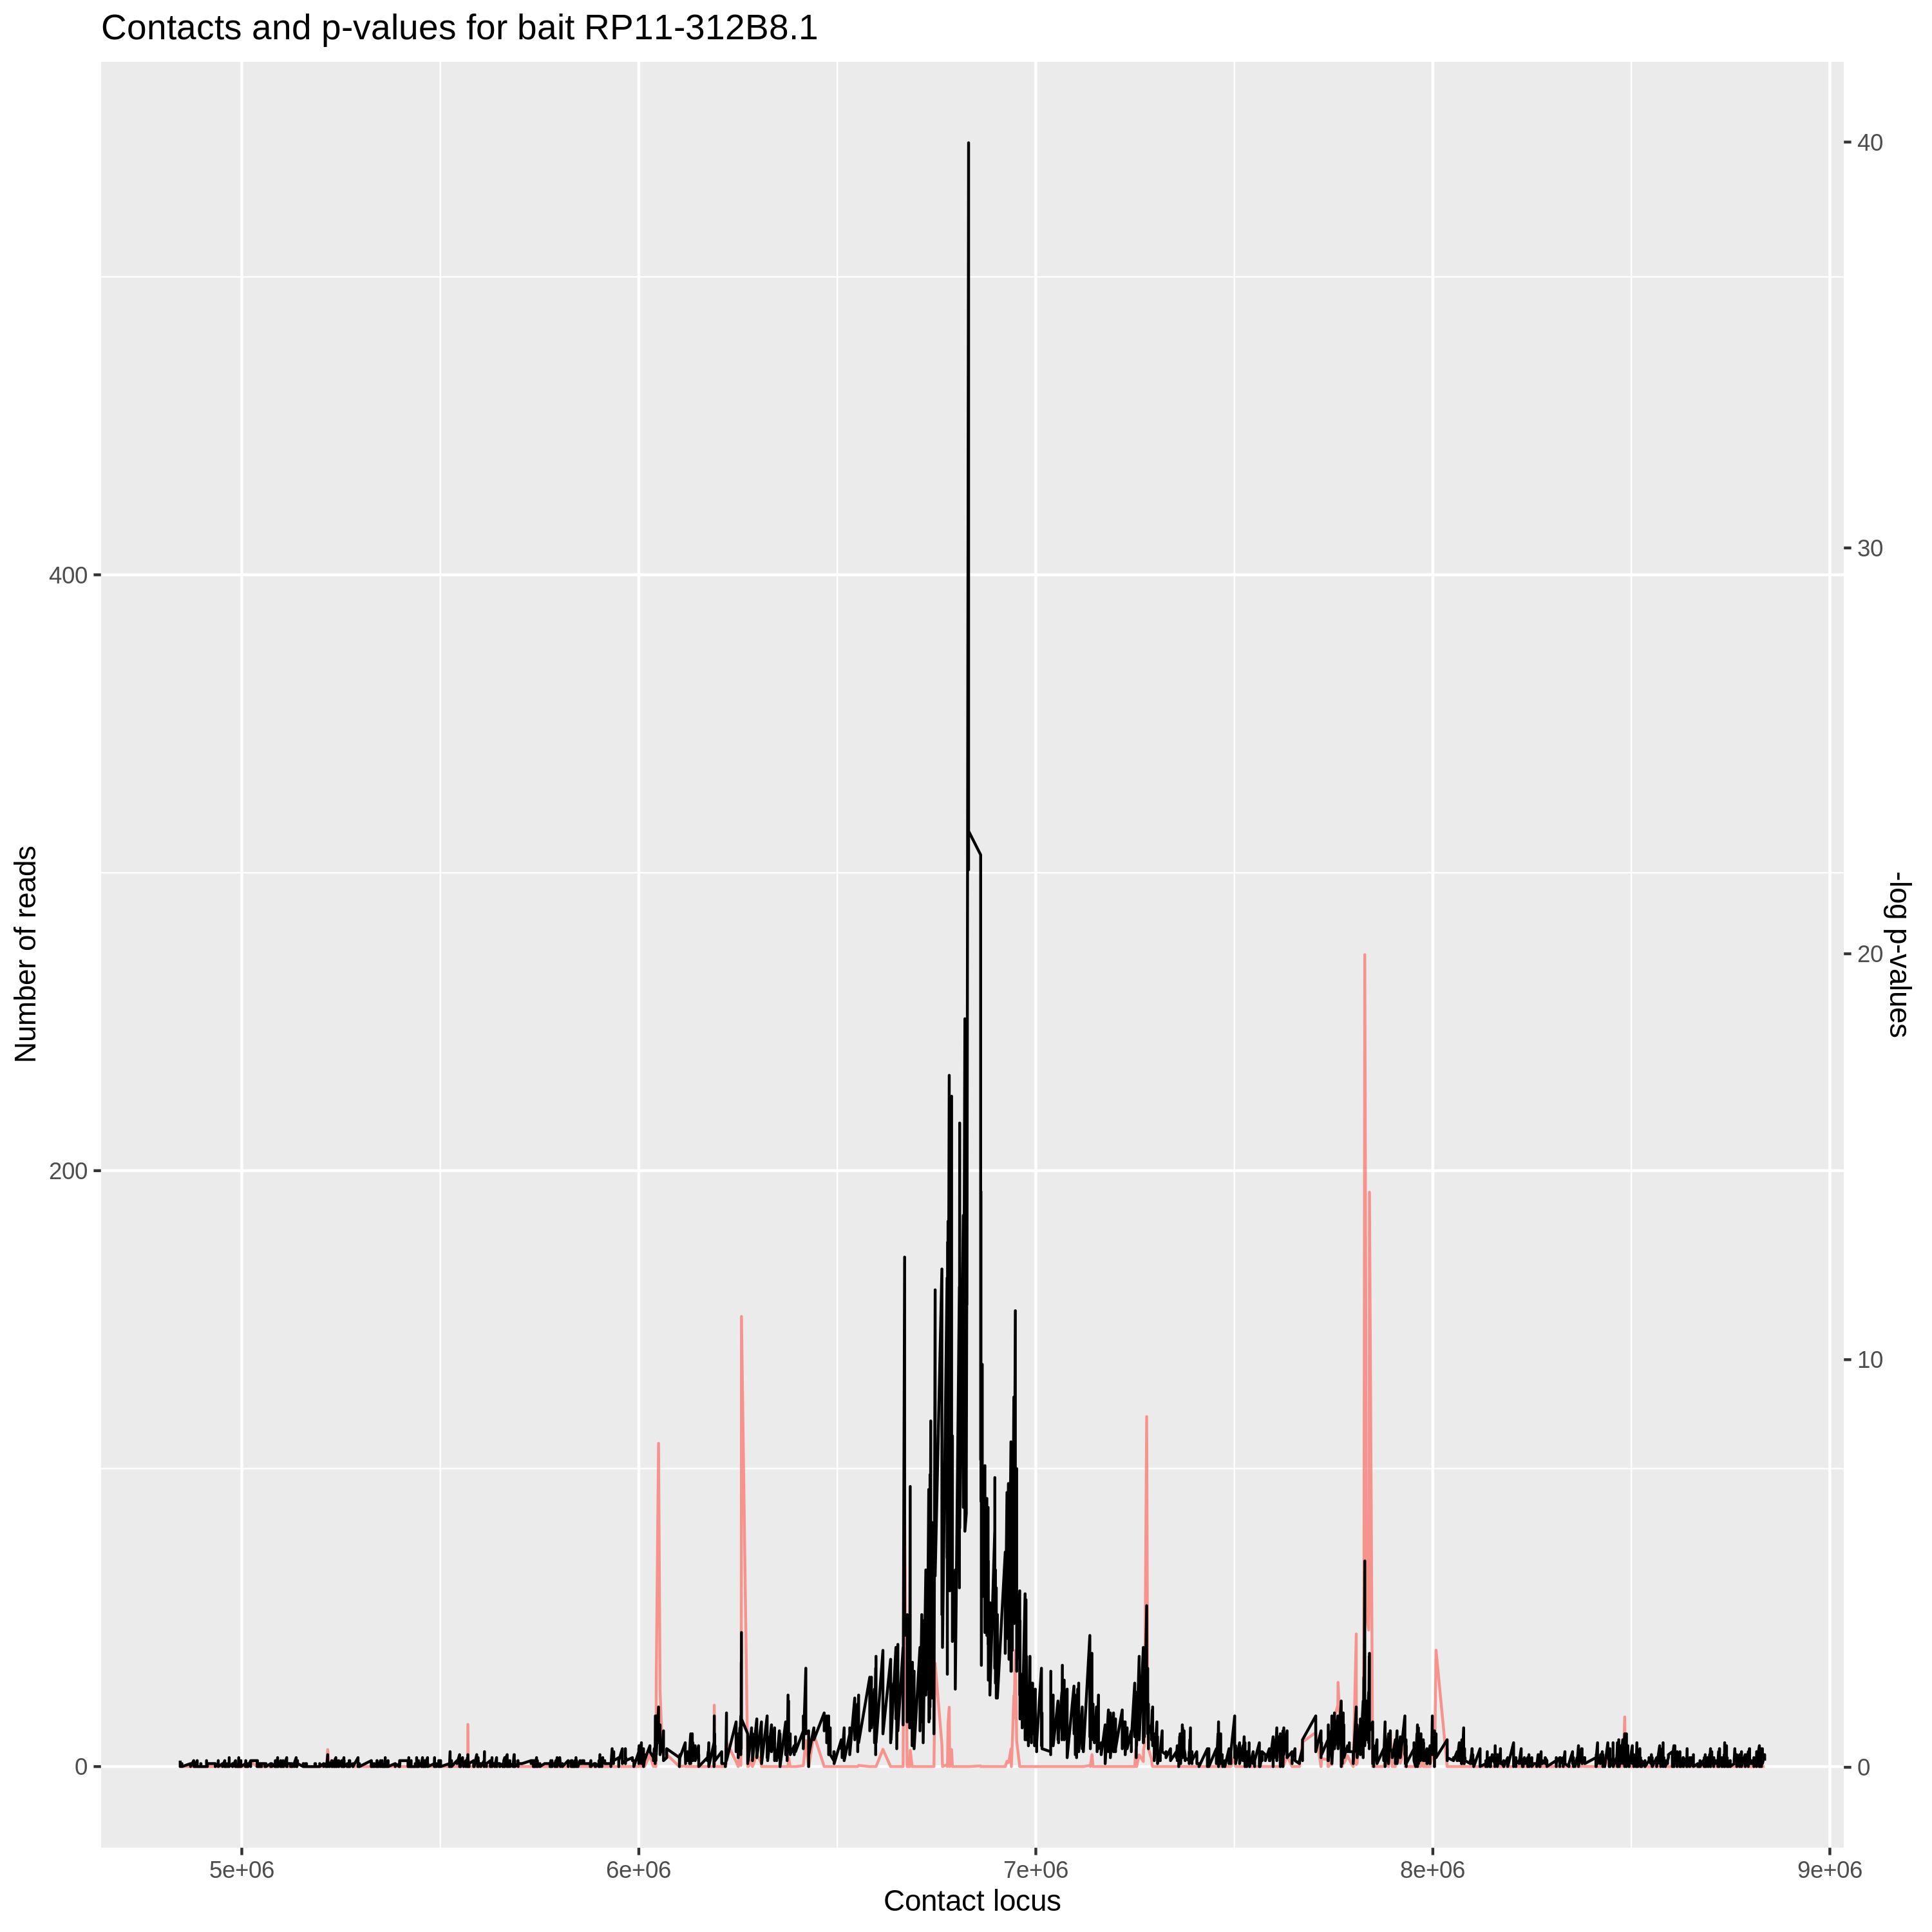 Contacts and p-values for bait RP11-312B8.1
Number of reads
400
200
0
40
30
20
10
0
-log p-values
5e+06
6e+06
7e+06
8e+06
9e+06
Contact locus